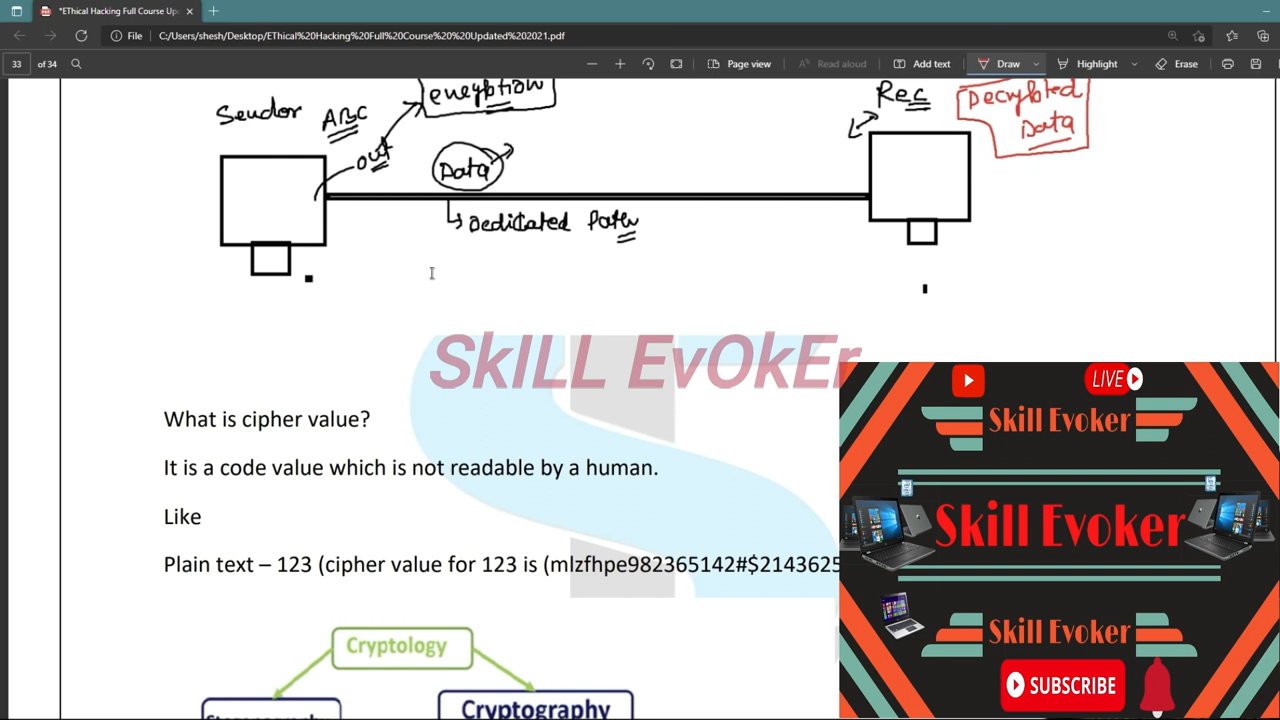 *EThical Hacking Full Course Up
File
C:/Users/shesh/Desktop/EThical%20Hacking%20Full%20Course%20%20Updated%202021.pdf
33 of 34
Page view
Read aloud
Add text
Draw
Highlight
Erase
Sendor
ABC
out
Data
Dedicated Path
Rec
Decrypted
Data
SkILL EvOkEr
What is cipher value?
It is a code value which is not readable by a human.
Like
Plain text – 123 (cipher value for 123 is (mlzfhpe982365142#$2143625
Cryptology
Cryptography
LIVE
Skill Evoker
Skill Evoker
Skill Evoker
SUBSCRIBE